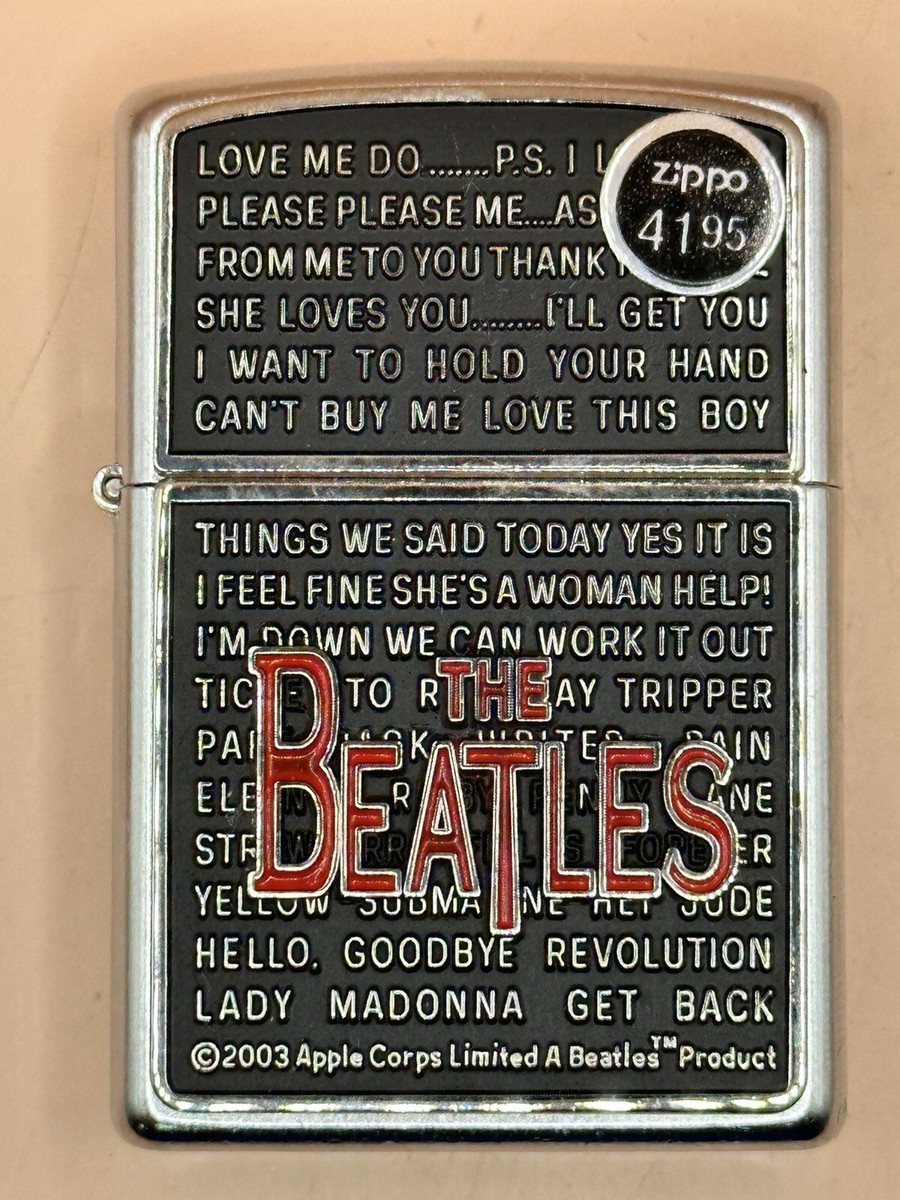 LOVE ME DO.......P.S. I L
zippo
4195
PLEASE PLEASE ME....AS
FROM ME TO YOU THANK
SHE LOVES YOU........I'LL GET YOU
I WANT TO HOLD YOUR HAND
CAN'T BUY ME LOVE THIS BOY
THINGS WE SAID TODAY YES IT IS
I FEEL FINE SHE'S A WOMAN HELP!
I'M DOWN WE CAN WORK IT OUT
TO AY TRIPPER
THE
BEATLES
WRITER RAIN
YELLOW HEY JUDE
HELLO, GOODBYE REVOLUTION
LADY MADONNA GET BACK
©2003 Apple Corps Limited A Beatles™ Product